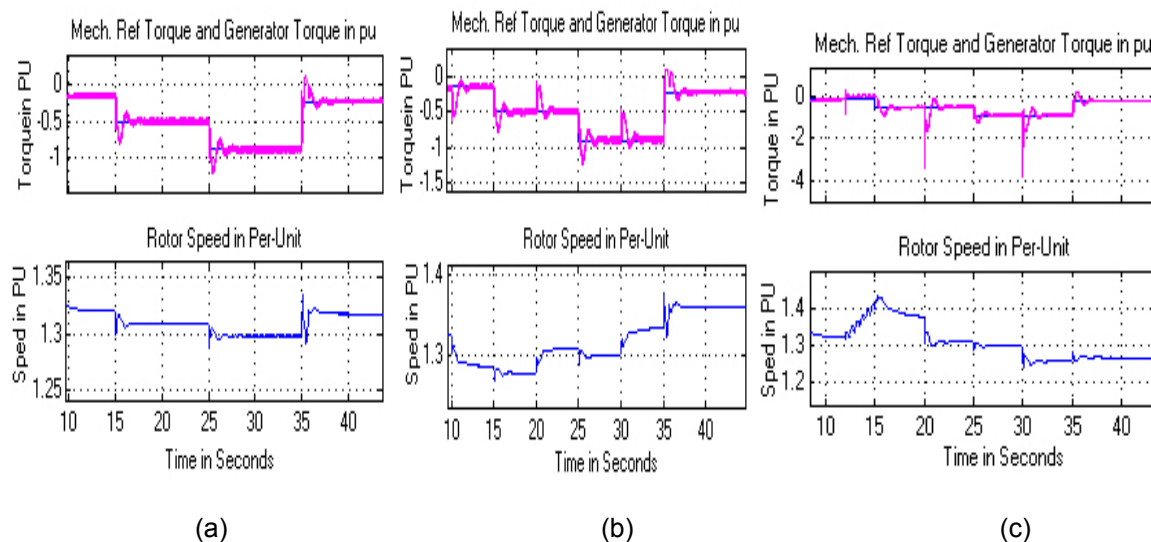 Mech. Ref Torque and Generator Torque in pu
Torquein PU
0
-0.5
-1
Rotor Speed in Per-Unit
Sped in PU
1.35
1.3
1.25
10 15 20 25 30 35 40
Time in Seconds
(a)
Mech. Ref Torque and Generator Torque in pu
Torquein PU
0
-0.5
-1
-1.5
Rotor Speed in Per-Unit
Sped in PU
1.4
1.3
10 15 20 25 30 35 40
Time in Seconds
(b)
Mech. Ref Torque and Generator Torque in pu
Torque in PU
0
-2
-4
Rotor Speed in Per-Unit
Sped in PU
1.4
1.3
1.2
10 15 20 25 30 35 40
Time in Seconds
(c)